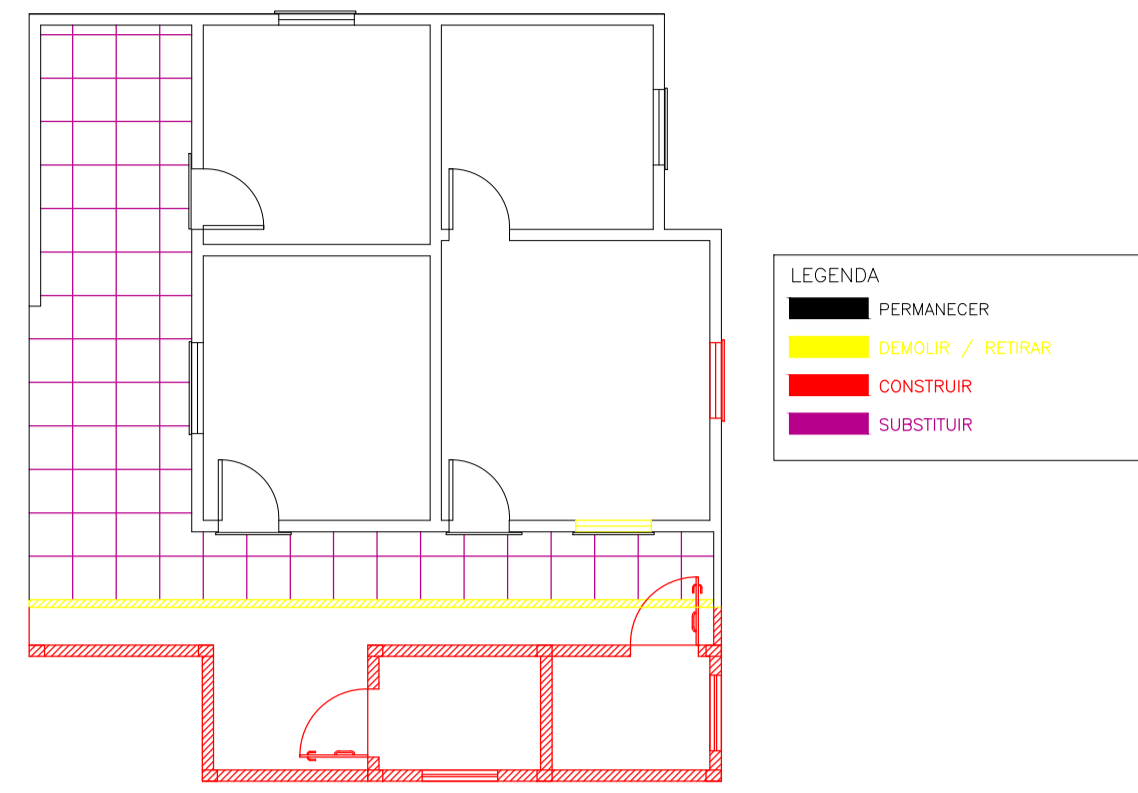 LEGENDA
PERMANECER
DEMOLIR / RETIRAR
CONSTRUIR
SUBSTITUIR